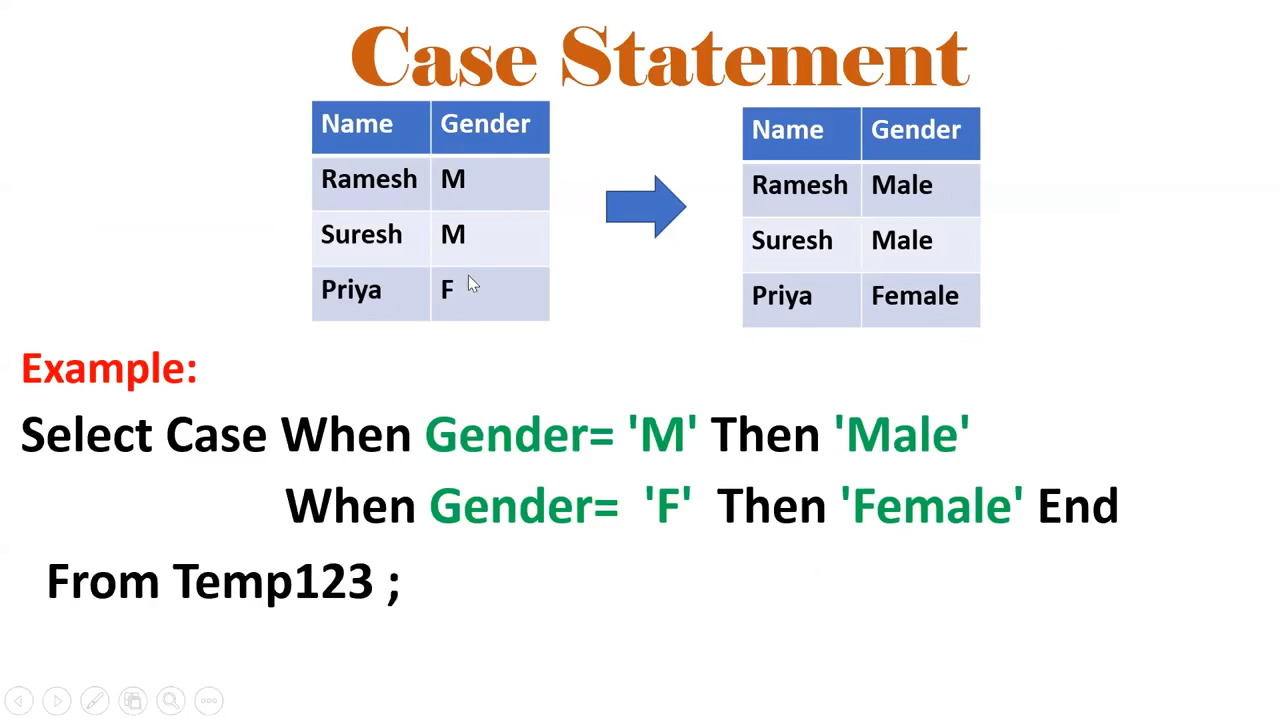 Case Statement
Name Gender
Ramesh M
Suresh M
Priya F
Name Gender
Ramesh Male
Suresh Male
Priya Female
Example:
Select Case When Gender= 'M' Then 'Male'
When Gender= 'F' Then 'Female' End
From Temp123 ;